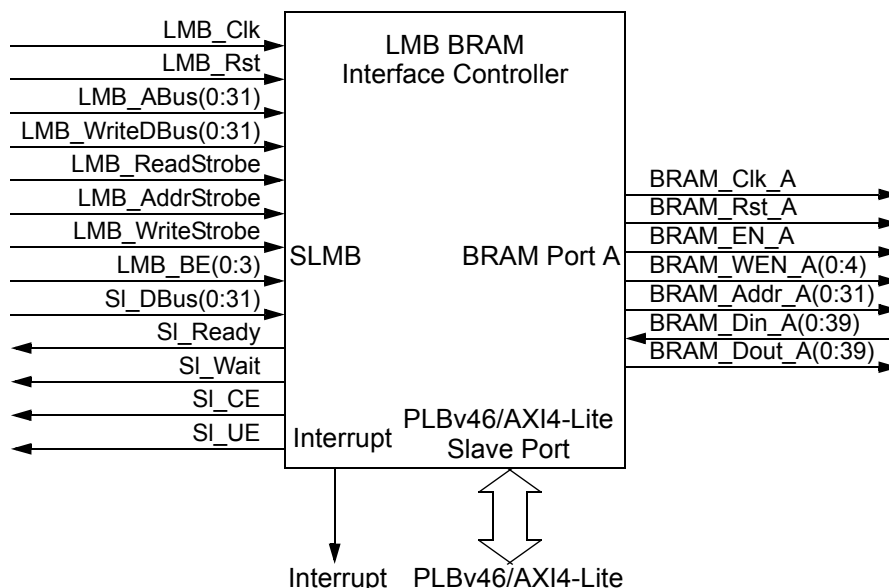 LMB_Clk
LMB_Rst
LMB_ABus(0:31)
LMB_WriteDBus(0:31)
LMB_ReadStrobe
LMB_AddrStrobe
LMB_WriteStrobe
LMB_BE(0:3)
Sl_DBus(0:31)
Sl_Ready
Sl_Wait
Sl_CE
Sl_UE
LMB BRAM
Interface Controller
SLMB
BRAM Port A
Interrupt
PLBv46/AXI4-Lite
Slave Port
BRAM_Clk_A
BRAM_Rst_A
BRAM_EN_A
BRAM_WEN_A(0:4)
BRAM_Addr_A(0:31)
BRAM_Din_A(0:39)
BRAM_Dout_A(0:39)
Interrupt
PLBv46/AXI4-Lite